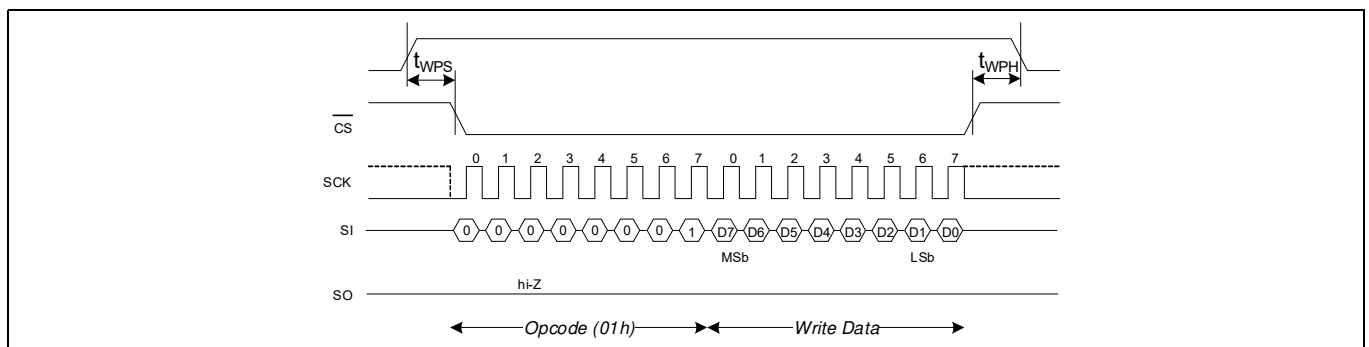 tWPS tWPH
CS
0 1 2 3 4 5 6 7 0 1 2 3 4 5 6 7
SCK
SI 0 0 0 0 0 0 0 1 D7 D6 D5 D4 D3 D2 D1 D0
MSb LSb
hi-Z
SO
Opcode (01h) Write Data